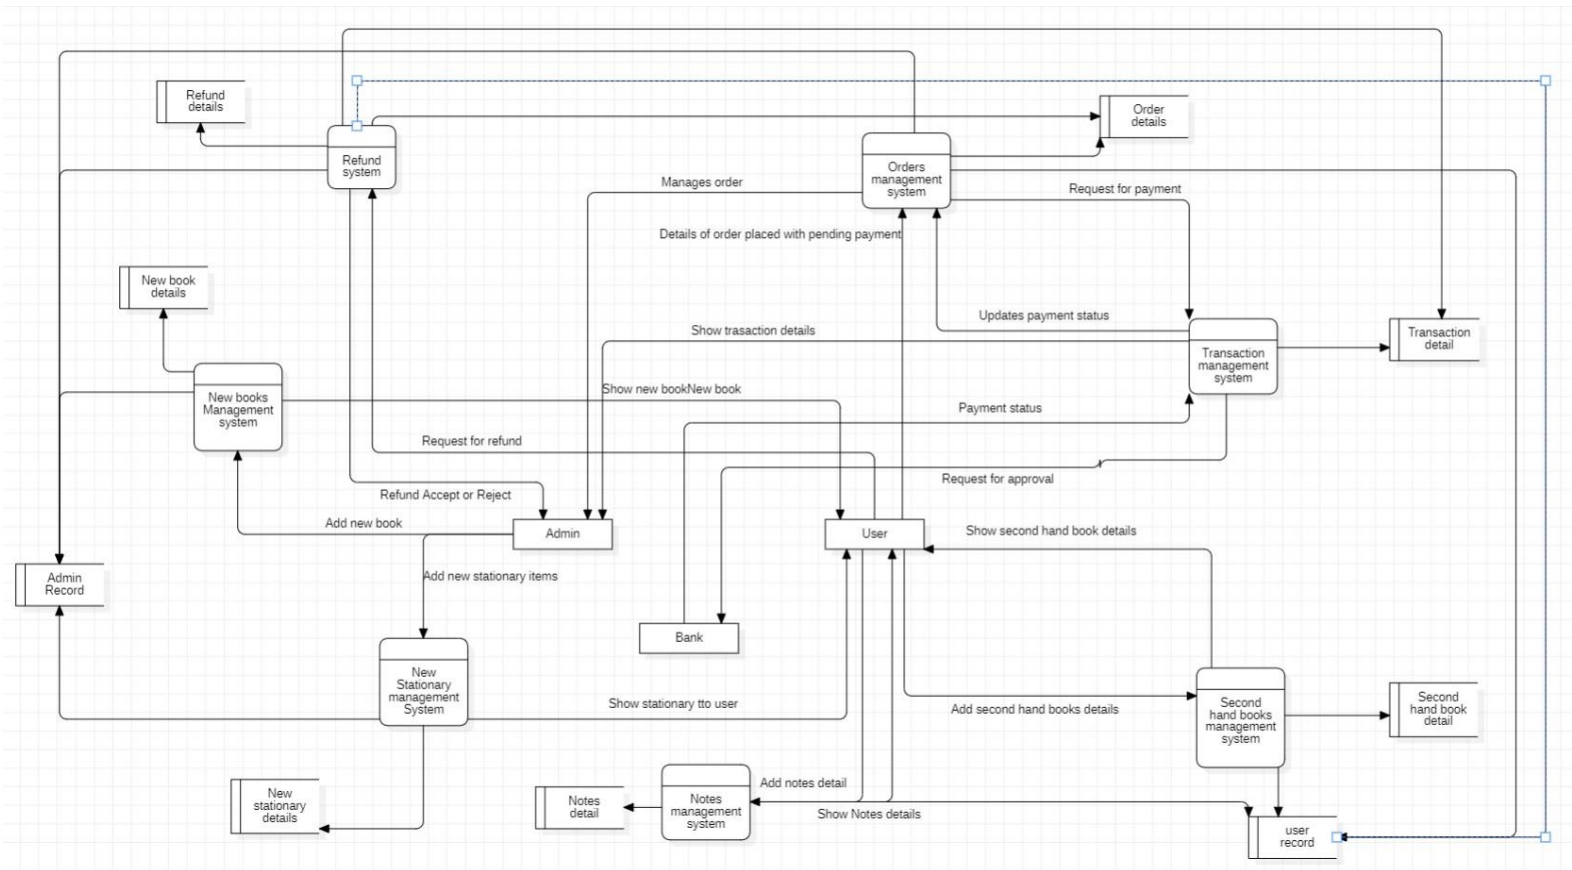 Refund
details
Order
details
Refund
system
Orders
management
system
Manages order
Request for payment
Details of order placed with pending payment
New book
details
Updates payment status
Show trasaction details
Transaction
detail
Transaction
management
system
Show new bookNew book
New books
Management
system
Payment status
Request for refund
Request for approval
Refund Accept or Reject
Add new book
Admin
User
Show second hand book details
Admin
Record
Add new stationary items
Bank
New
Stationary
management
System
Show stationary tto user
Add second hand books details
Second
hand books
management
system
Second
hand book
detail
New
stationary
details
Notes
detail
Notes
management
system
Add notes detail
Show Notes details
user
record